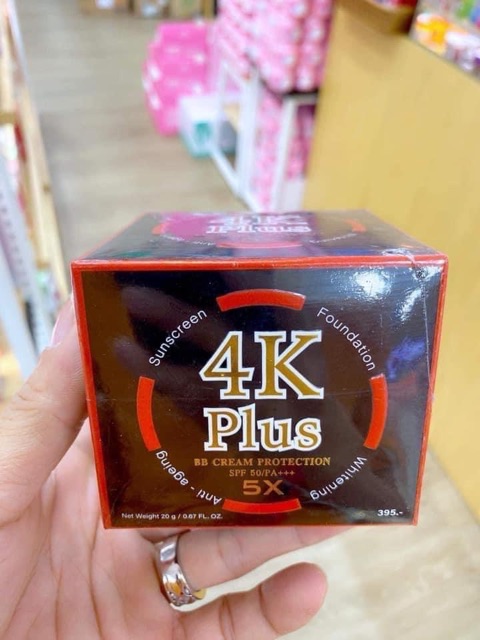 4K
Plus
Sunscreen
Foundation
4K
Plus
BB CREAM PROTECTION
SPF 50/PA+++
5X
Anti - ageing
Whitening
Net Weight 20 g / 0.67 FL. OZ.
395.-